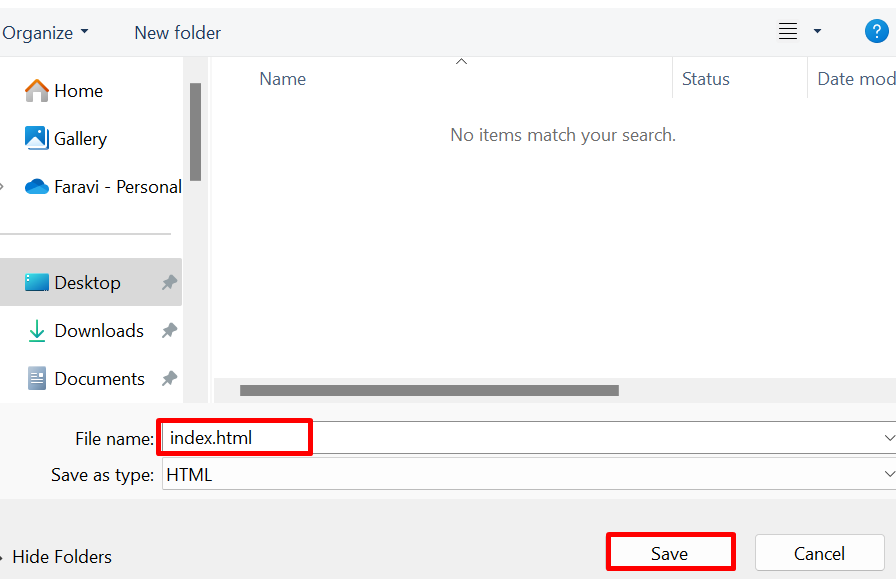 Organize New folder ?
Name Status Date mod
Home
No items match your search.
Gallery
Faravi - Personal
Desktop
Downloads
Documents
File name: index.html
Save as type: HTML
Hide Folders Save Cancel